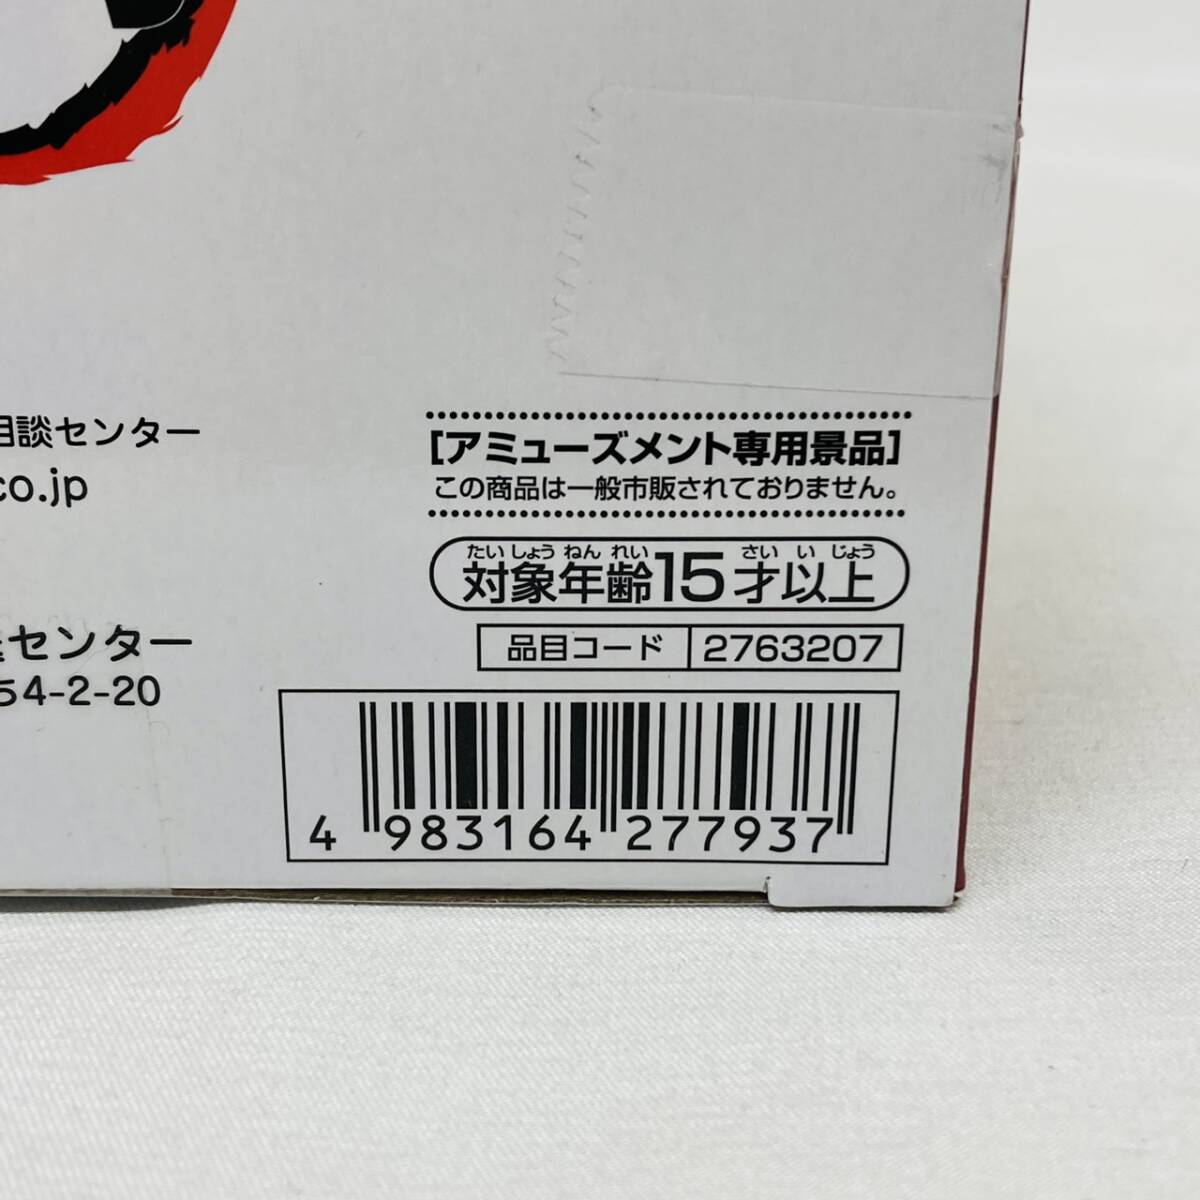 相談センター
co.jp
センター
54-2-20
[アミューズメント専用景品]
この商品は一般市販されておりません。
たいしょうねんれい さいいじょう
対象年齢15才以上
品目コード 2763207
4 983164 277937